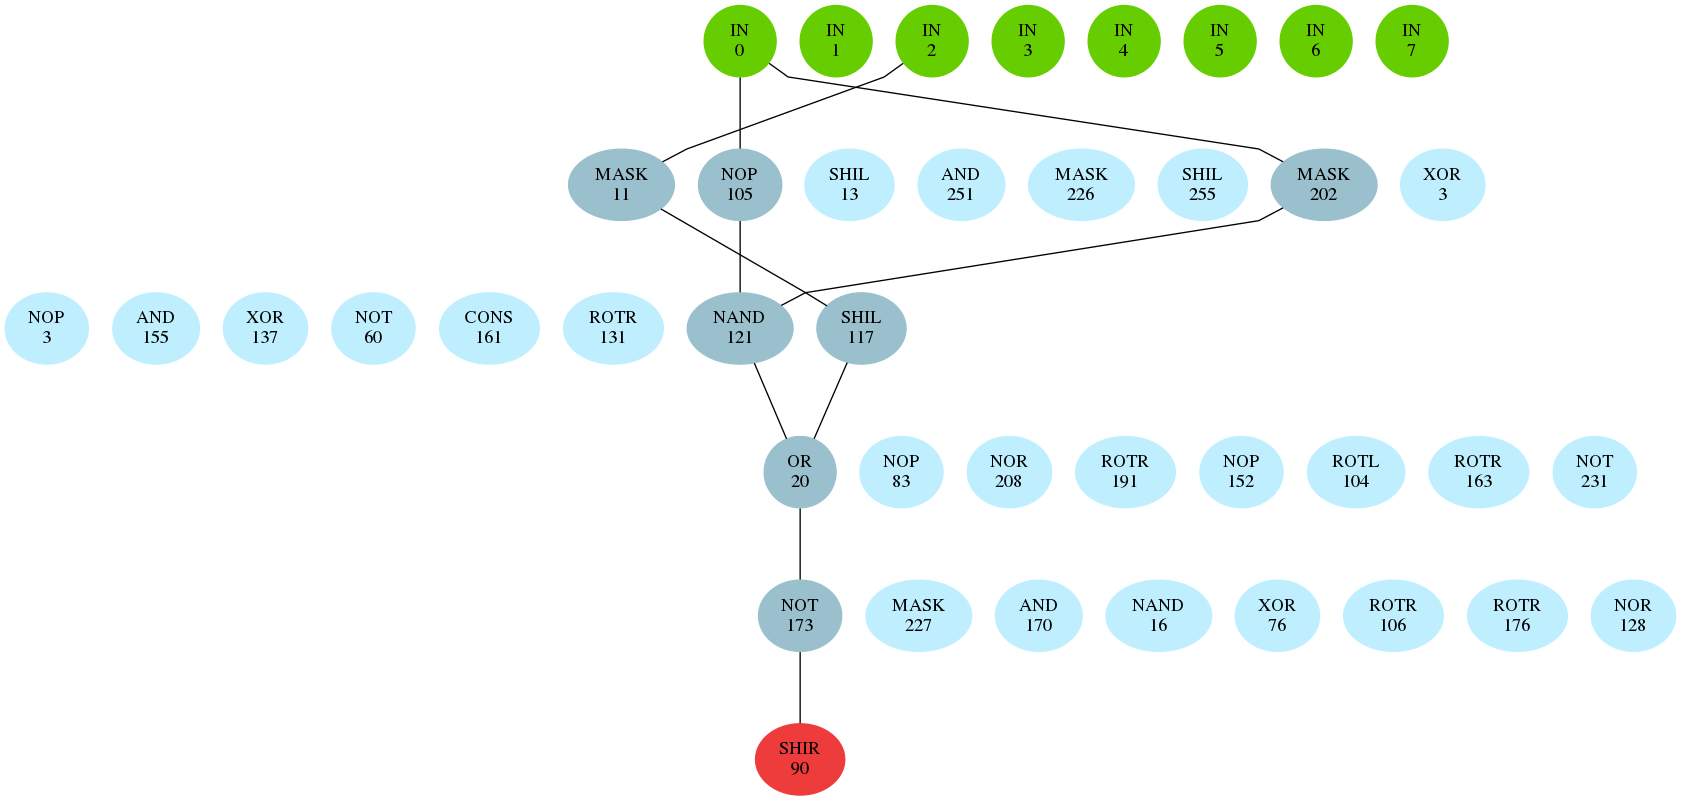 IN
0
IN
1
IN
2
IN
3
IN
4
IN
5
IN
6
IN
7
MASK
11
NOP
105
SHIL
13
AND
251
MASK
226
SHIL
255
MASK
202
XOR
3
NOP
3
AND
155
XOR
137
NOT
60
CONS
161
ROTR
131
NAND
121
SHIL
117
OR
20
NOP
83
NOR
208
ROTR
191
NOP
152
ROTL
104
ROTR
163
NOT
231
NOT
173
MASK
227
AND
170
NAND
16
XOR
76
ROTR
106
ROTR
176
NOR
128
SHIR
90